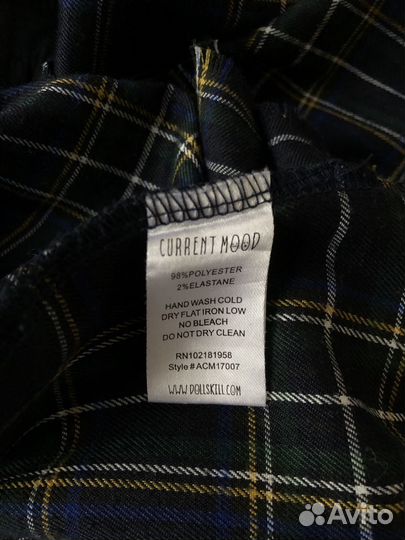 CURRENT MOOD
98%POLYESTER
2%ELASTANE
HAND WASH COLD
DRY FLAT IRON LOW
NO BLEACH
DO NOT DRY CLEAN
RN102181958
Style#ACM17007
WWW.DOLLSKILL.COM
Avito